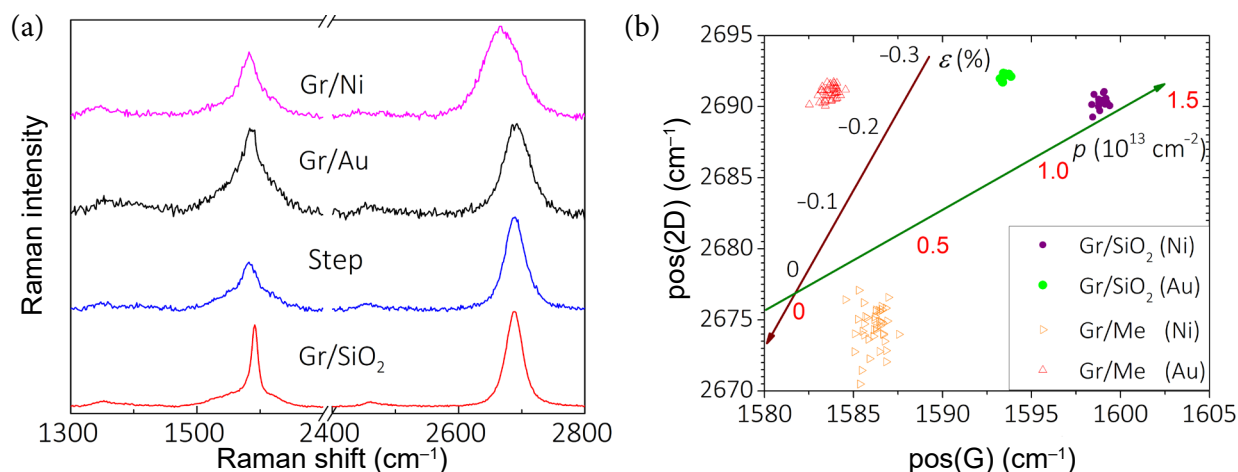 (a)
Gr/Ni
Gr/Au
Step
Gr/SiO₂
Raman intensity
1300 1500 2400 2600 2800
Raman shift (cm⁻¹)
(b)
2695
2690
2685
2680
2675
2670
pos(2D) (cm⁻¹)
−0.3 ε (%)
−0.2
−0.1
0
1.5
p (10¹³ cm⁻²)
1.0
0.5
0
Gr/SiO₂ (Ni)
Gr/SiO₂ (Au)
Gr/Me (Ni)
Gr/Me (Au)
1580 1585 1590 1595 1600 1605
pos(G) (cm⁻¹)